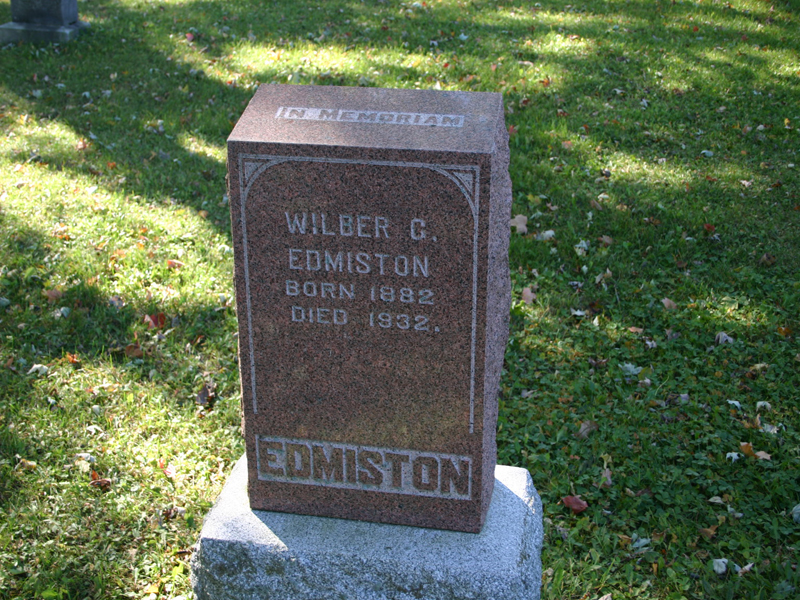 IN MEMORIAM
WILBER G.
EDMISTON
BORN 1882
DIED 1932.
EDMISTON